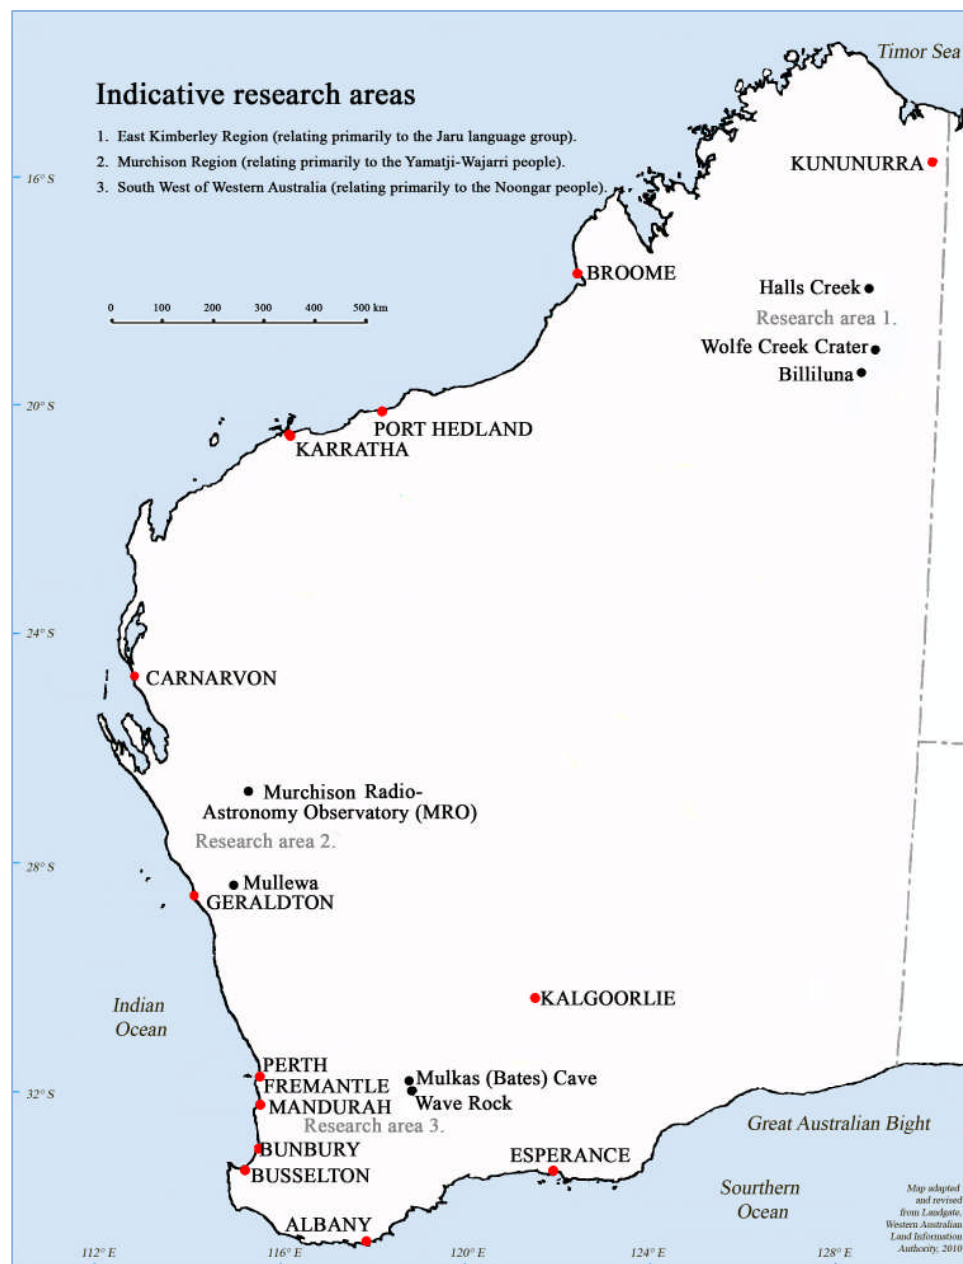 Timor Sea
Indicative research areas
1. East Kimberley Region (relating primarily to the Jaru language group).
2. Murchison Region (relating primarily to the Yamatji-Wajarri people).
3. South West of Western Australia (relating primarily to the Noongar people).
KUNUNURRA
16° S
BROOME
Halls Creek
0 100 200 300 400 500 km
Research area 1.
Wolfe Creek Crater
Billiluna
20° S
PORT HEDLAND
KARRATHA
24° S
CARNARVON
Murchison Radio-
Astronomy Observatory (MRO)
Research area 2.
28° S
Mullewa
GERALDTON
Indian
Ocean
KALGOORLIE
PERTH
FREMANTLE
Mulkas (Bates) Cave
32° S
Wave Rock
MANDURAH
Research area 3.
Great Australian Bight
BUNBURY
ESPERANCE
BUSSELTON
Sourthern
Ocean
Map adapted
and revised
from Landgate,
Western Australian
Land Information
Authority, 2010
ALBANY
112° E 116° E 120° E 124° E 128° E